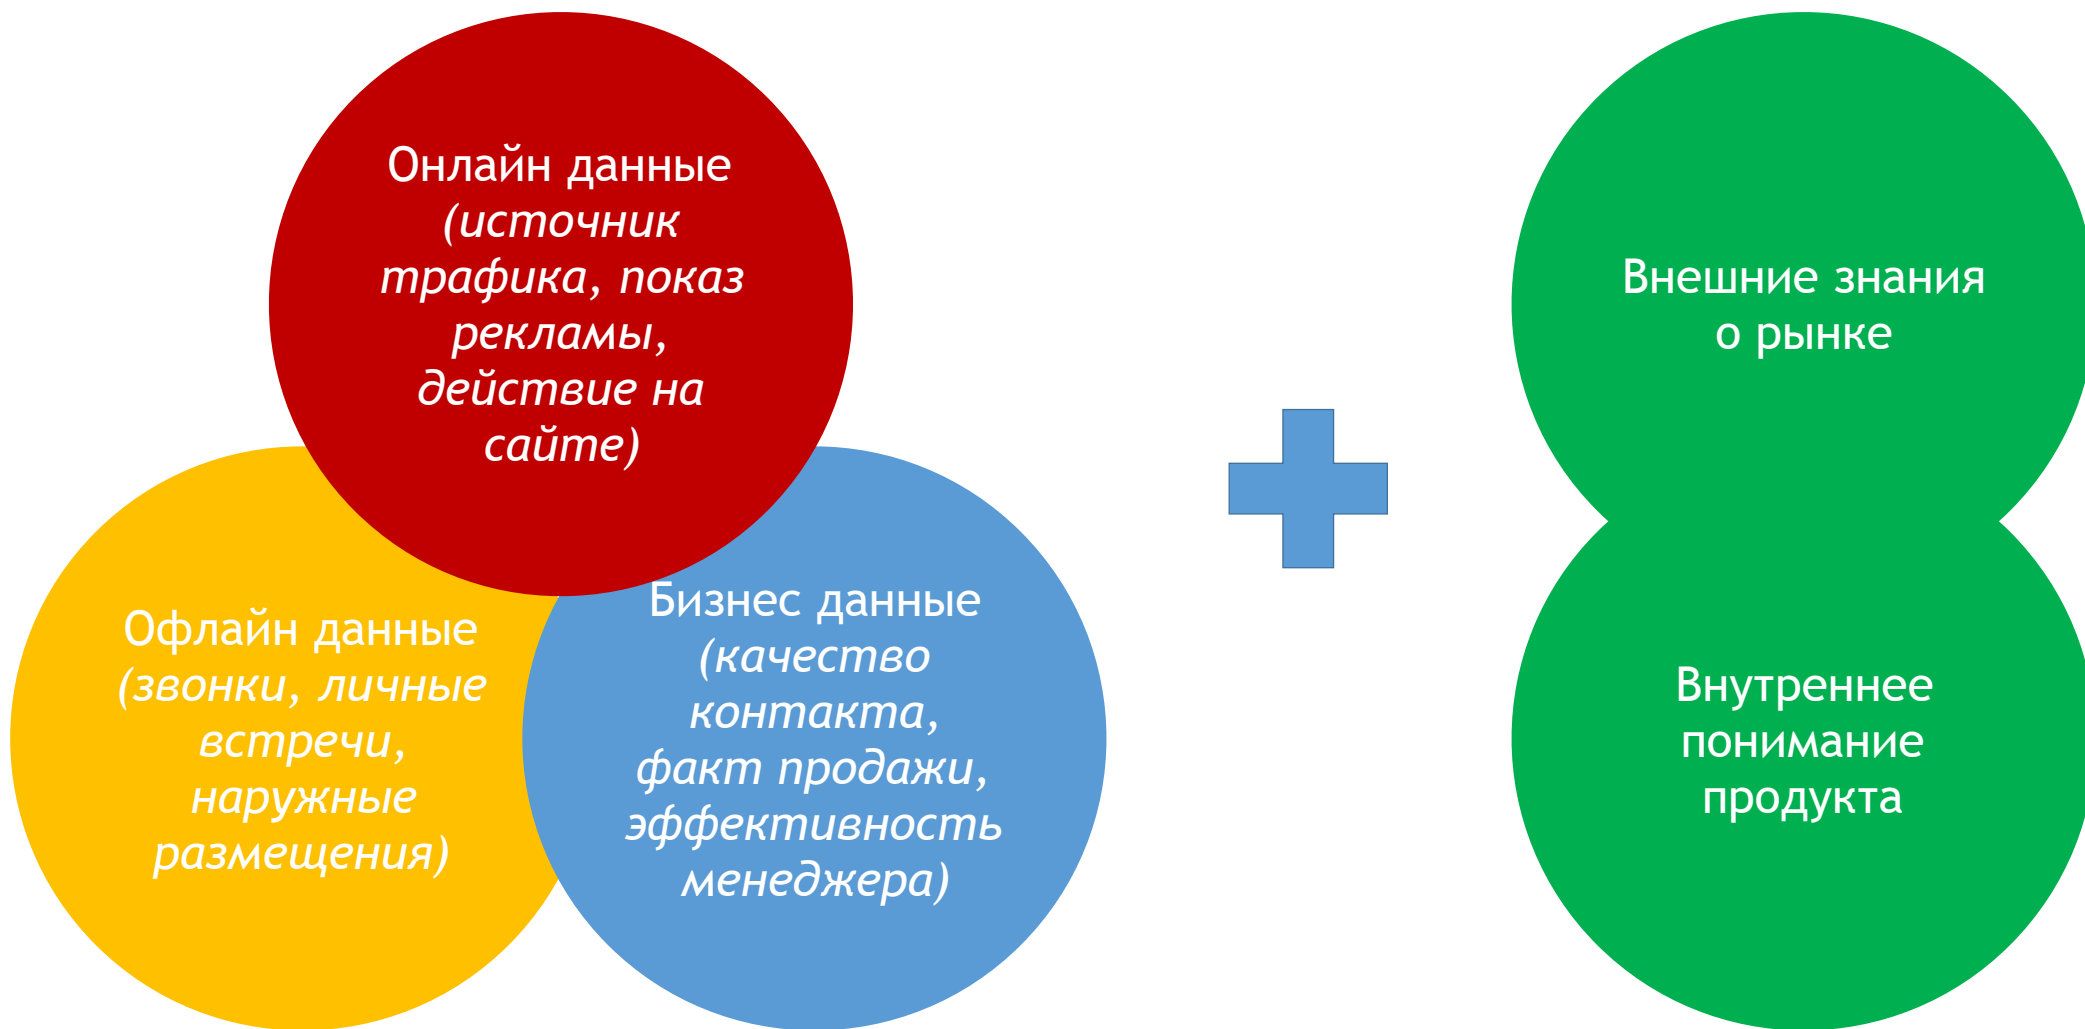 Онлайн данные
(источник
трафика, показ
рекламы,
действие на
сайте)
Офлайн данные
(звонки, личные
встречи,
наружные
размещения)
Бизнес данные
(качество
контакта,
факт продажи,
эффективность
менеджера)
Внешние знания
о рынке
Внутреннее
понимание
продукта